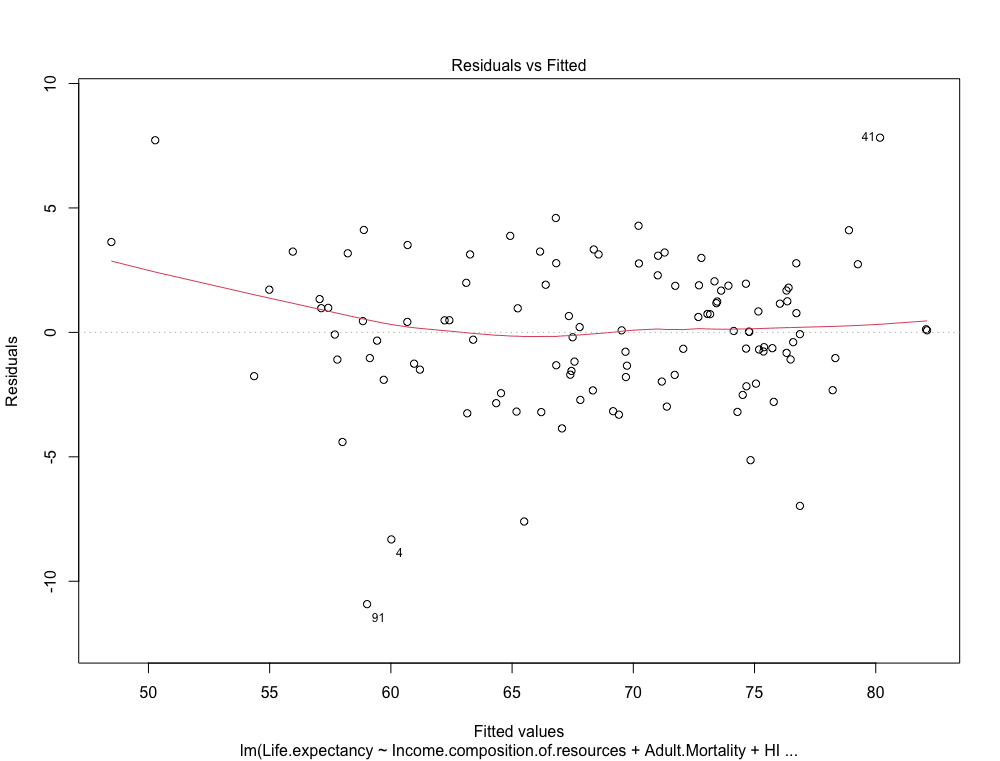 Residuals vs Fitted
10
5
0
-5
-10
Residuals
41
4
91
50 55 60 65 70 75 80
Fitted values
lm(Life.expectancy ~ Income.composition.of.resources + Adult.Mortality + HI ...